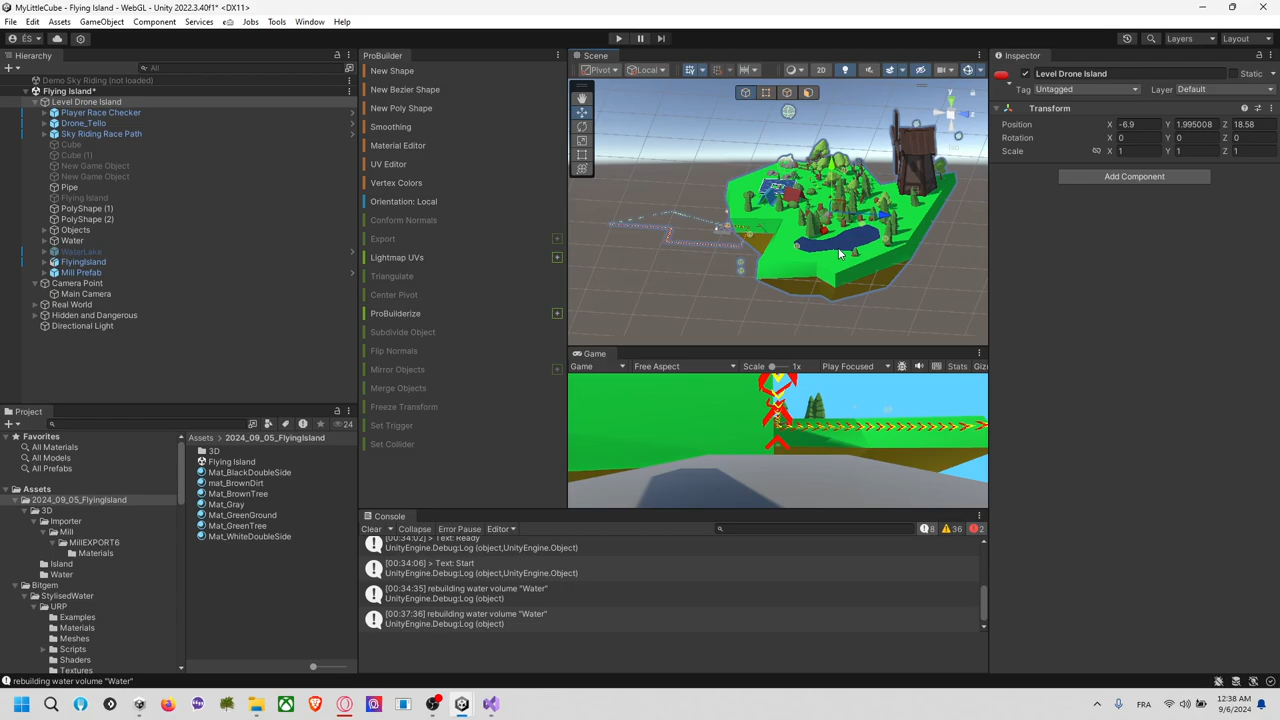 MyLittleCube - Flying Island - WebGL - Unity 2022.3.40f1* <DX11>
File Edit Assets GameObject Component Services Jobs Tools Window Help
ÉS
Layers Layout
Hierarchy
All
Demo Sky Riding (not loaded)
Flying Island*
Level Drone Island
Player Race Checker
Drone_Tello
Sky Riding Race Path
Cube
Cube (1)
New Game Object
New Game Object
Pipe
Flying Island
PolyShape (1)
PolyShape (2)
Objects
Water
WaterLake
FlyingIsland
Mill Prefab
Camera Point
Main Camera
Real World
Hidden and Dangerous
Directional Light
ProBuilder
New Shape
New Bezier Shape
New Poly Shape
Smoothing
Material Editor
UV Editor
Vertex Colors
Orientation: Local
Conform Normals
Export
Lightmap UVs
Triangulate
Center Pivot
ProBuilderize
Subdivide Object
Flip Normals
Mirror Objects
Merge Objects
Freeze Transform
Set Trigger
Set Collider
Scene
Pivot Local 2D
y
Iso
Game
Game Free Aspect Scale 1x Play Focused Stats Giz
Inspector
Level Drone Island Static
Tag Untagged Layer Default
Transform
Position X -6.9 Y 1.995008 Z 18.58
Rotation X 0 Y 0 Z 0
Scale X 1 Y 1 Z 1
Add Component
Project
24
Favorites
All Materials
All Models
All Prefabs
Assets
2024_09_05_FlyingIsland
3D
Importer
Mill
MillEXPORT6
Materials
Island
Water
Bitgem
StylisedWater
URP
Examples
Materials
Meshes
Scripts
Shaders
Textures
Assets 2024_09_05_FlyingIsland
3D
Flying Island
Mat_BlackDoubleSide
mat_BrownDirt
Mat_BrownTree
Mat_Gray
Mat_GreenGround
Mat_GreenTree
Mat_WhiteDoubleSide
Console
Clear Collapse Error Pause Editor 8 36 2
[00:34:02] > Text: Ready
UnityEngine.Debug:Log (object,UnityEngine.Object)
[00:34:06] > Text: Start
UnityEngine.Debug:Log (object,UnityEngine.Object)
[00:34:35] rebuilding water volume "Water"
UnityEngine.Debug:Log (object)
[00:37:36] rebuilding water volume "Water"
UnityEngine.Debug:Log (object)
rebuilding water volume "Water"
FRA
12:38 AM
9/6/2024